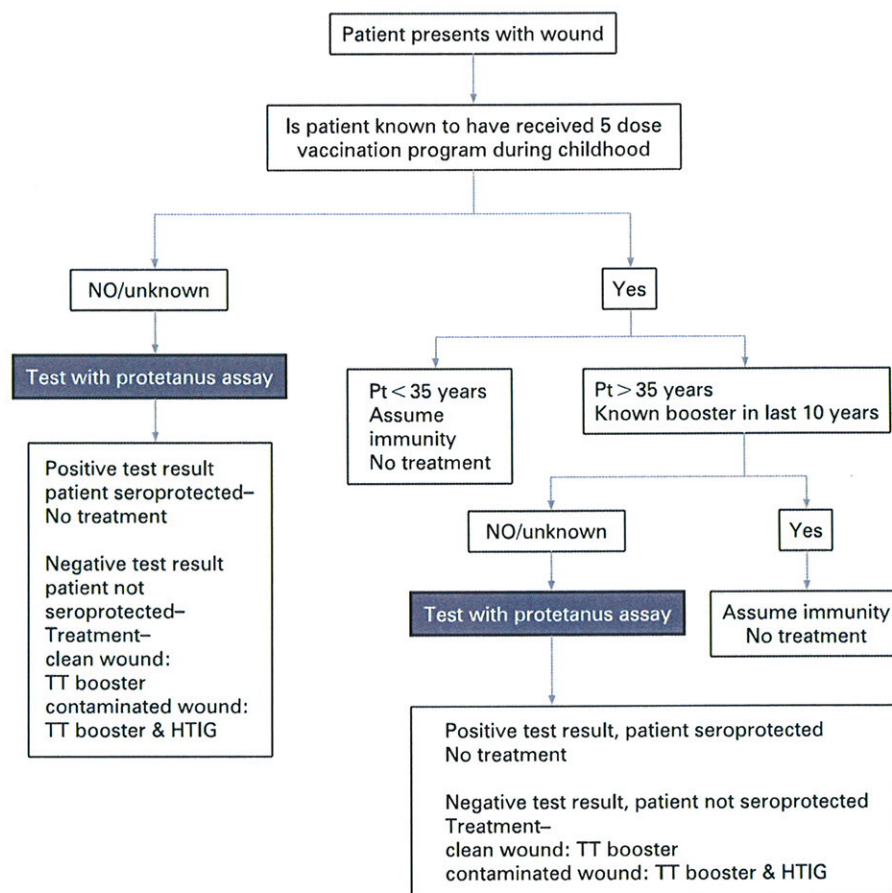 Patient presents with wound
Is patient known to have received 5 dose
vaccination program during childhood
NO/unknown
Yes
Test with protetanus assay
Pt < 35 years
Assume
immunity
No treatment
Pt > 35 years
Known booster in last 10 years
Positive test result
patient seroprotected–
No treatment
Negative test result
patient not
seroprotected–
Treatment–
clean wound:
TT booster
contaminated wound:
TT booster & HTIG
NO/unknown
Yes
Test with protetanus assay
Assume immunity
No treatment
Positive test result, patient seroprotected
No treatment
Negative test result, patient not seroprotected
Treatment–
clean wound: TT booster
contaminated wound: TT booster & HTIG